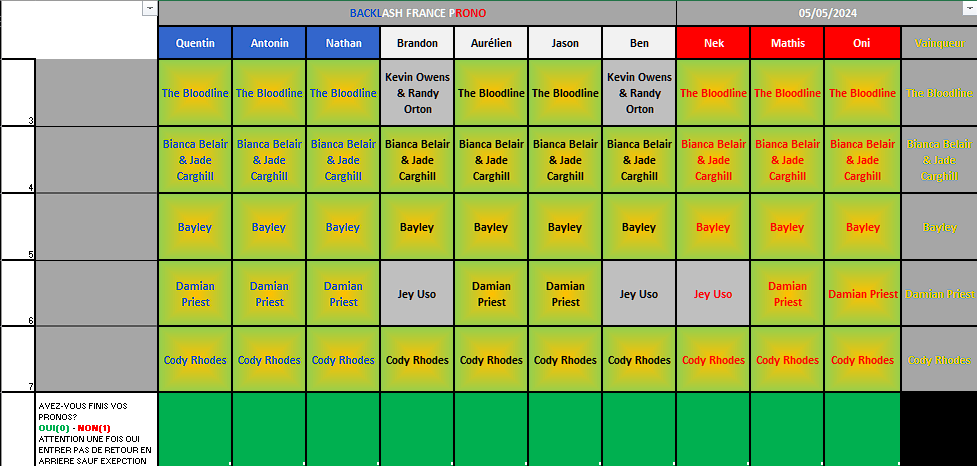 BACKLASH FRANCE PRONO 05/05/2024
Quentin Antonin Nathan Brandon Aurélien Jason Ben Nek Mathis Oni Vainqueur
3 The Bloodline The Bloodline The Bloodline Kevin Owens & Randy Orton The Bloodline The Bloodline Kevin Owens & Randy Orton The Bloodline The Bloodline The Bloodline The Bloodline
4 Bianca Belair & Jade Carghill Bianca Belair & Jade Carghill Bianca Belair & Jade Carghill Bianca Belair & Jade Carghill Bianca Belair & Jade Carghill Bianca Belair & Jade Carghill Bianca Belair & Jade Carghill Bianca Belair & Jade Carghill Bianca Belair & Jade Carghill Bianca Belair & Jade Carghill Bianca Belair & Jade Carghill
5 Bayley Bayley Bayley Bayley Bayley Bayley Bayley Bayley Bayley Bayley Bayley
6 Damian Priest Damian Priest Damian Priest Jey Uso Damian Priest Damian Priest Jey Uso Jey Uso Damian Priest Damian Priest Damian Priest
7 Cody Rhodes Cody Rhodes Cody Rhodes Cody Rhodes Cody Rhodes Cody Rhodes Cody Rhodes Cody Rhodes Cody Rhodes Cody Rhodes Cody Rhodes
AVEZ-VOUS FINIS VOS
PRONOS?
OUI(0) - NON(1)
ATTENTION UNE FOIS OUI
ENTRER PAS DE RETOUR EN
ARRIERE SAUF EXEPCTION